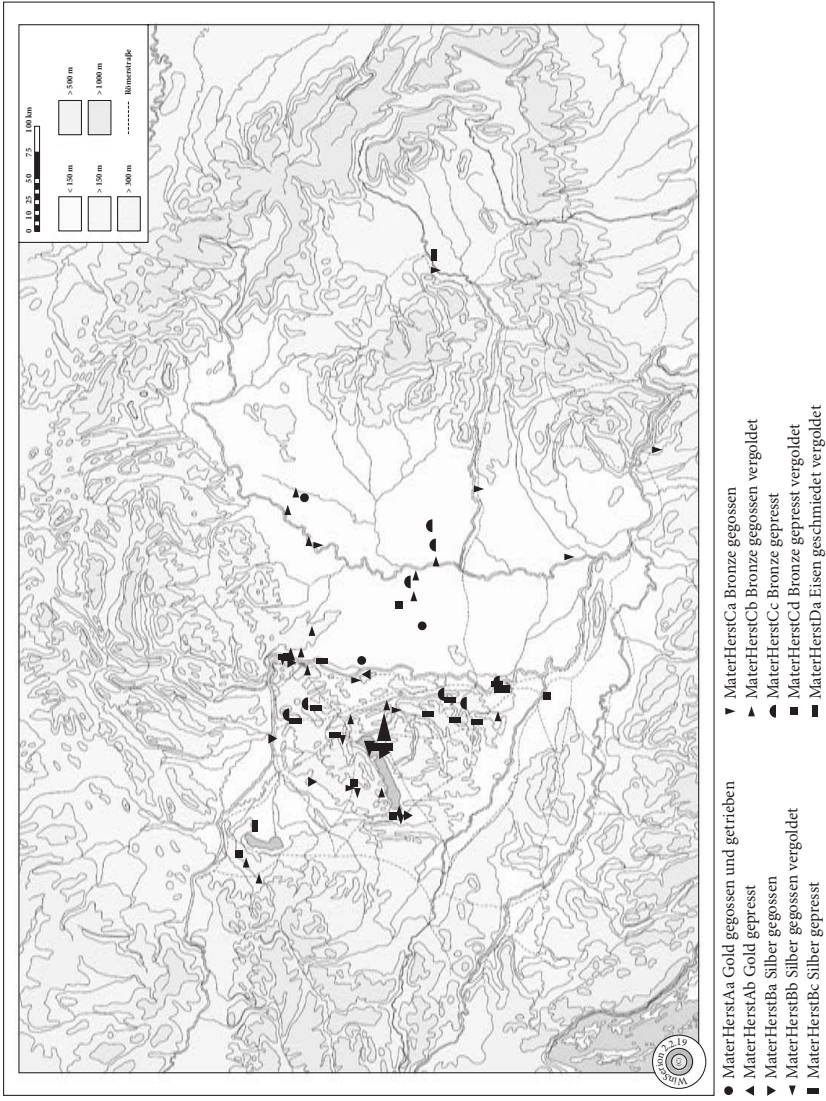 0 10 25 50 75 100 km
< 150 m
> 150 m
> 300 m
> 500 m
> 1000 m
Römerstraße
WinSerion 2.2.19
MaterHerstAa Gold gegossen und getrieben
MaterHerstAb Gold gepresst
MaterHerstBa Silber gegossen
MaterHerstBb Silber gegossen vergoldet
MaterHerstBc Silber gepresst
MaterHerstCa Bronze gegossen
MaterHerstCb Bronze gegossen vergoldet
MaterHerstCc Bronze gepresst
MaterHerstCd Bronze gepresst vergoldet
MaterHerstDa Eisen geschmiedet vergoldet